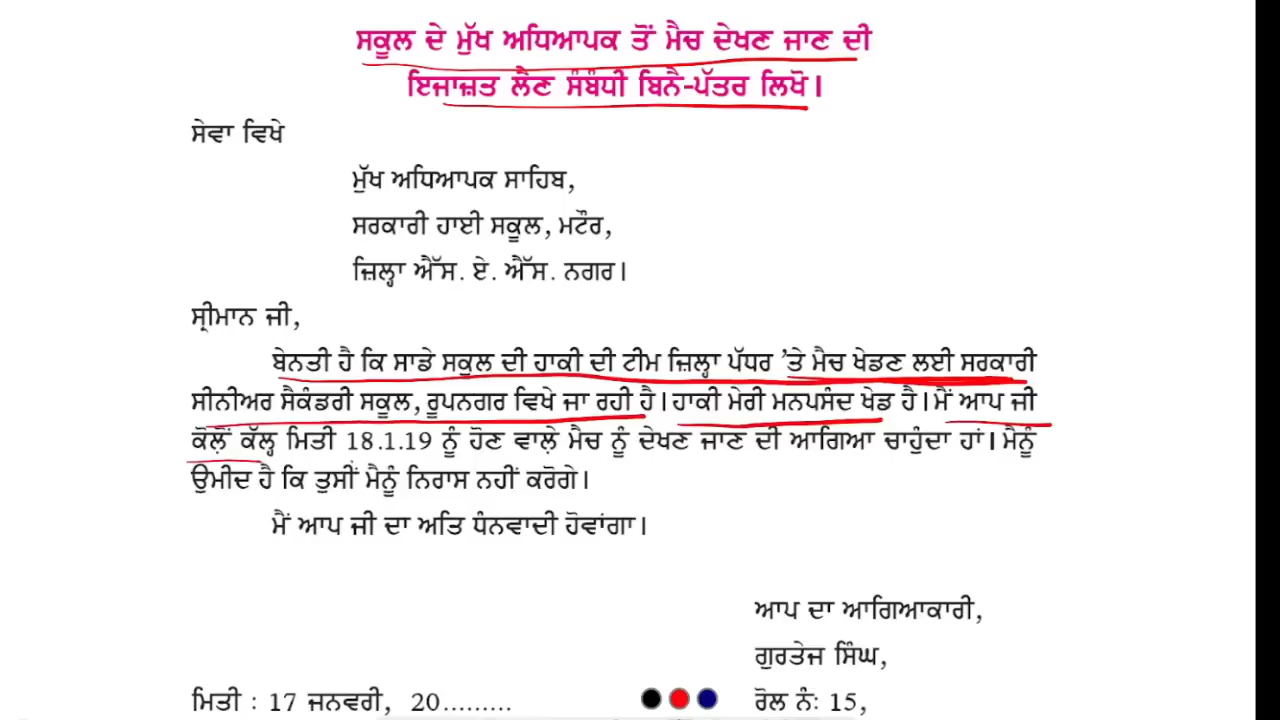 ਸਕੂਲ ਦੇ ਮੁੱਖ ਅਧਿਆਪਕ ਤੋਂ ਮੈਚ ਦੇਖਣ ਜਾਣ ਦੀ
ਇਜਾਜ਼ਤ ਲੈਣ ਸੰਬੰਧੀ ਬਿਨੈ-ਪੱਤਰ ਲਿਖੋ।
ਸੇਵਾ ਵਿਖੇ
ਮੁੱਖ ਅਧਿਆਪਕ ਸਾਹਿਬ,
ਸਰਕਾਰੀ ਹਾਈ ਸਕੂਲ, ਮਟੌਰ,
ਜ਼ਿਲ੍ਹਾ ਐੱਸ. ਏ. ਐੱਸ. ਨਗਰ।
ਸ੍ਰੀਮਾਨ ਜੀ,
ਬੇਨਤੀ ਹੈ ਕਿ ਸਾਡੇ ਸਕੂਲ ਦੀ ਹਾਕੀ ਦੀ ਟੀਮ ਜ਼ਿਲ੍ਹਾ ਪੱਧਰ ’ਤੇ ਮੈਚ ਖੇਡਣ ਲਈ ਸਰਕਾਰੀ
ਸੀਨੀਅਰ ਸੈਕੰਡਰੀ ਸਕੂਲ, ਰੂਪਨਗਰ ਵਿਖੇ ਜਾ ਰਹੀ ਹੈ। ਹਾਕੀ ਮੇਰੀ ਮਨਪਸੰਦ ਖੇਡ ਹੈ। ਮੈਂ ਆਪ ਜੀ
ਕੋਲੋਂ ਕੱਲ੍ਹ ਮਿਤੀ 18.1.19 ਨੂੰ ਹੋਣ ਵਾਲ਼ੇ ਮੈਚ ਨੂੰ ਦੇਖਣ ਜਾਣ ਦੀ ਆਗਿਆ ਚਾਹੁੰਦਾ ਹਾਂ। ਮੈਨੂੰ
ਉਮੀਦ ਹੈ ਕਿ ਤੁਸੀਂ ਮੈਨੂੰ ਨਿਰਾਸ ਨਹੀਂ ਕਰੋਗੇ।
ਮੈਂ ਆਪ ਜੀ ਦਾ ਅਤਿ ਧੰਨਵਾਦੀ ਹੋਵਾਂਗਾ।
ਆਪ ਦਾ ਆਗਿਆਕਾਰੀ,
ਗੁਰਤੇਜ ਸਿੰਘ,
ਮਿਤੀ : 17 ਜਨਵਰੀ, 20......... ਰੋਲ ਨੰ: 15,